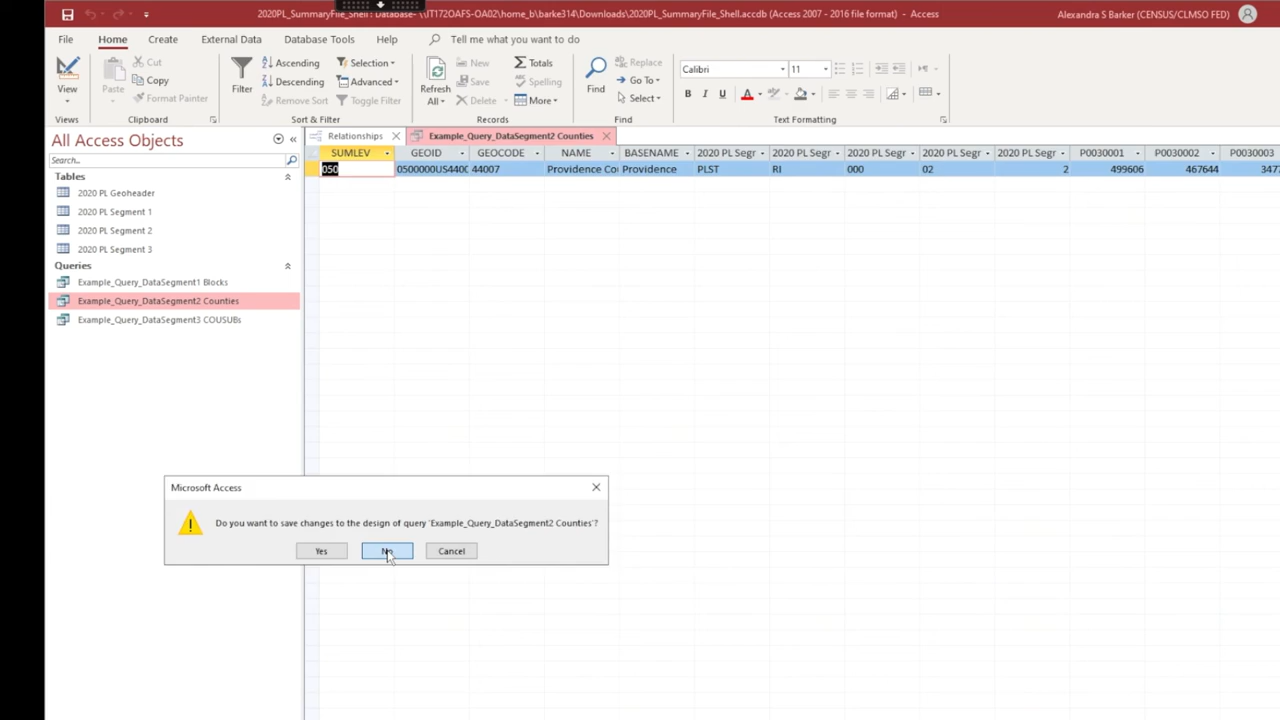 2020PL_SummaryFile_Shell : Database- \\IT172OAFS-OA02\home_b\barke314\Downloads\2020PL_SummaryFile_Shell.accdb (Access 2007 - 2016 file format) - Access
Alexandra S Barker (CENSUS/CLMSO FED)
File Home Create External Data Database Tools Help Tell me what you want to do
View
Views
Paste
Cut
Copy
Format Painter
Clipboard
Filter
Ascending
Descending
Remove Sort
Selection
Advanced
Toggle Filter
Sort & Filter
Refresh
All
New
Save
Delete
Totals
Spelling
More
Records
Find
Replace
Go To
Select
Find
Calibri 11
B I U A
Text Formatting
All Access Objects
Search...
Tables
2020 PL Geoheader
2020 PL Segment 1
2020 PL Segment 2
2020 PL Segment 3
Queries
Example_Query_DataSegment1 Blocks
Example_Query_DataSegment2 Counties
Example_Query_DataSegment3 COUSUBs
Relationships Example_Query_DataSegment2 Counties
SUMLEV GEOID GEOCODE NAME BASENAME 2020 PL Segr 2020 PL Segr 2020 PL Segr 2020 PL Segr 2020 PL Segr P0030001 P0030002 P0030003
050 0500000US440 44007 Providence Cou Providence PLST RI 000 02 2 499606 467644 3477
Microsoft Access
Do you want to save changes to the design of query 'Example_Query_DataSegment2 Counties'?
Yes No Cancel